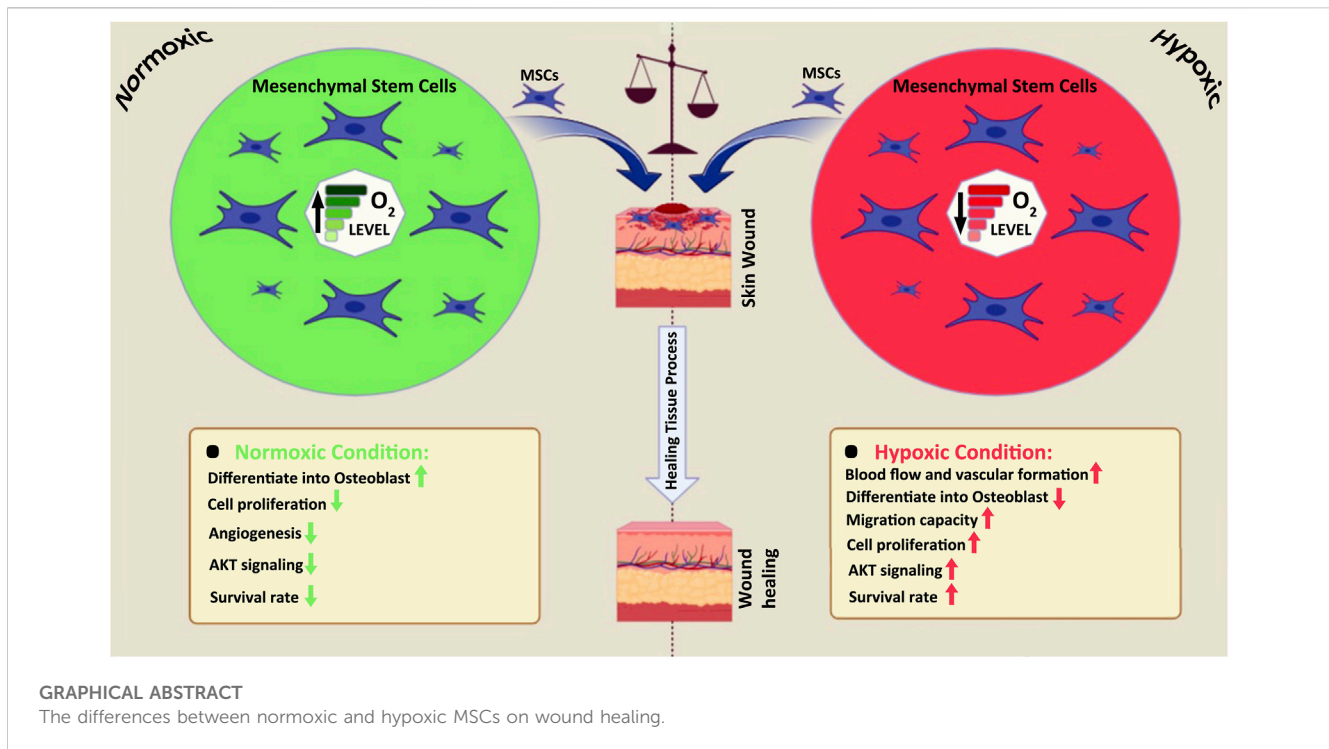 Normoxic
Hypoxic
Mesenchymal Stem Cells
MSCs
MSCs
Mesenchymal Stem Cells
O2
LEVEL
O2
LEVEL
Skin Wound
Healing Tissue Process
Wound
healing
Normoxic Condition:
Differentiate into Osteoblast ↑
Cell proliferation ↓
Angiogenesis ↓
AKT signaling ↓
Survival rate ↓
Hypoxic Condition:
Blood flow and vascular formation ↑
Differentiate into Osteoblast ↓
Migration capacity ↑
Cell proliferation ↑
AKT signaling ↑
Survival rate ↑
GRAPHICAL ABSTRACT
The differences between normoxic and hypoxic MSCs on wound healing.